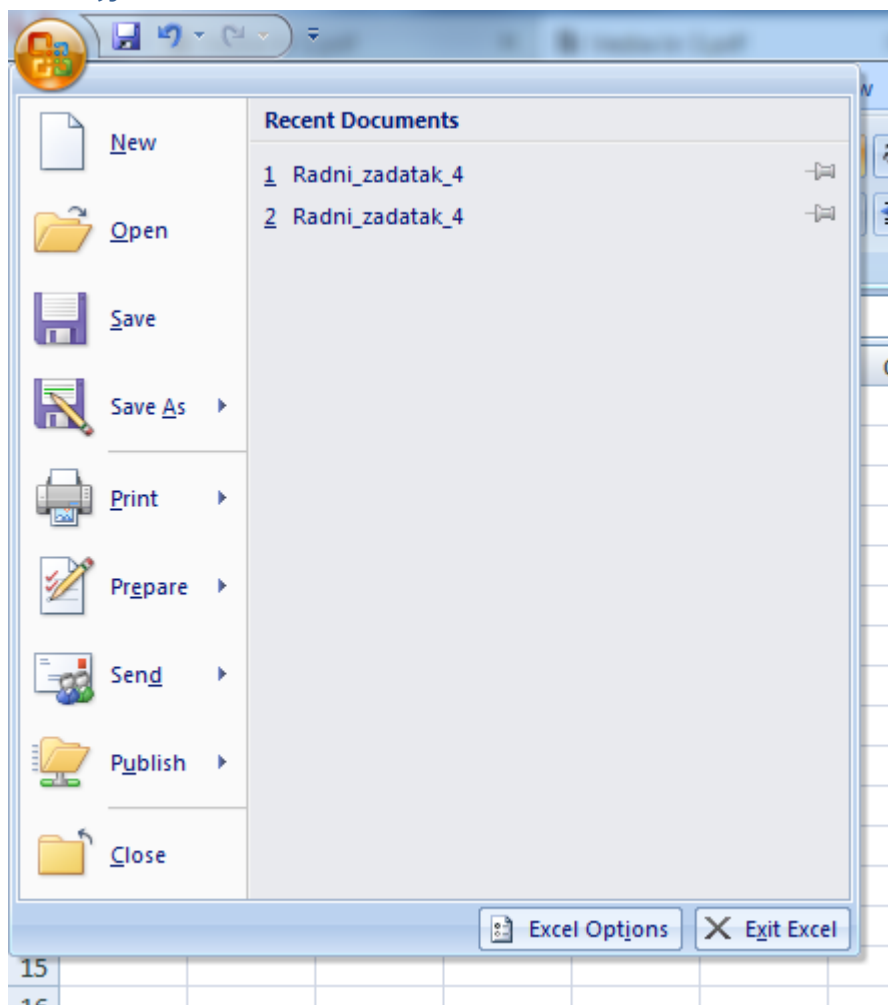 Recent Documents
New
1 Radni_zadatak_4
2 Radni_zadatak_4
Open
Save
Save As
Print
Prepare
Send
Publish
Close
Excel Options
Exit Excel
15
16